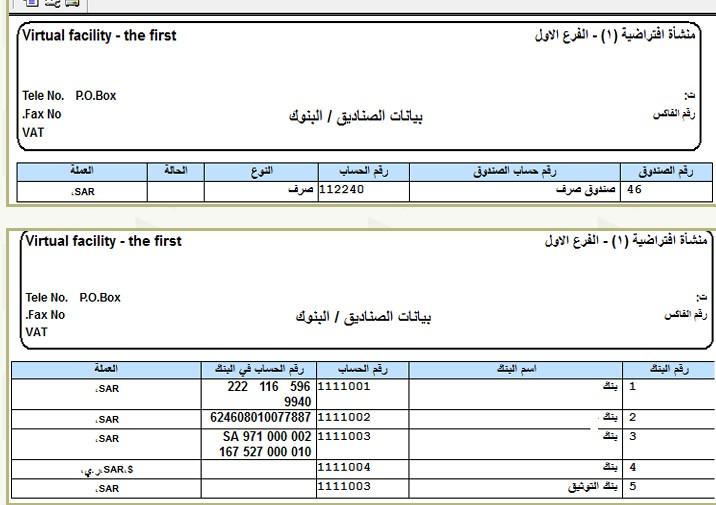 منشأة افتراضية (١) - الفرع الاول Virtual facility - the first
ت: Tele No. P.O.Box
رقم الفاكس .Fax No
بيانات الصناديق / البنوك
VAT
رقم الصندوق رقم حساب الصندوق رقم الحساب النوع الحالة العملة
46 صندوق صرف 112240 صرف SAR،
منشأة افتراضية (١) - الفرع الاول Virtual facility - the first
ت: Tele No. P.O.Box
رقم الفاكس .Fax No
بيانات الصناديق / البنوك
VAT
رقم البنك اسم البنك رقم الحساب رقم الحساب في البنك العملة
1 بنك 1111001 222 116 596 SAR،
9940
2 بنك 1111002 624608010077887 SAR،
3 بنك 1111003 SA 971 000 002 SAR،
167 527 000 010
4 بنك 1111004 $،SAR،ر.ي،
5 بنك التوثيق 1111003 SAR،